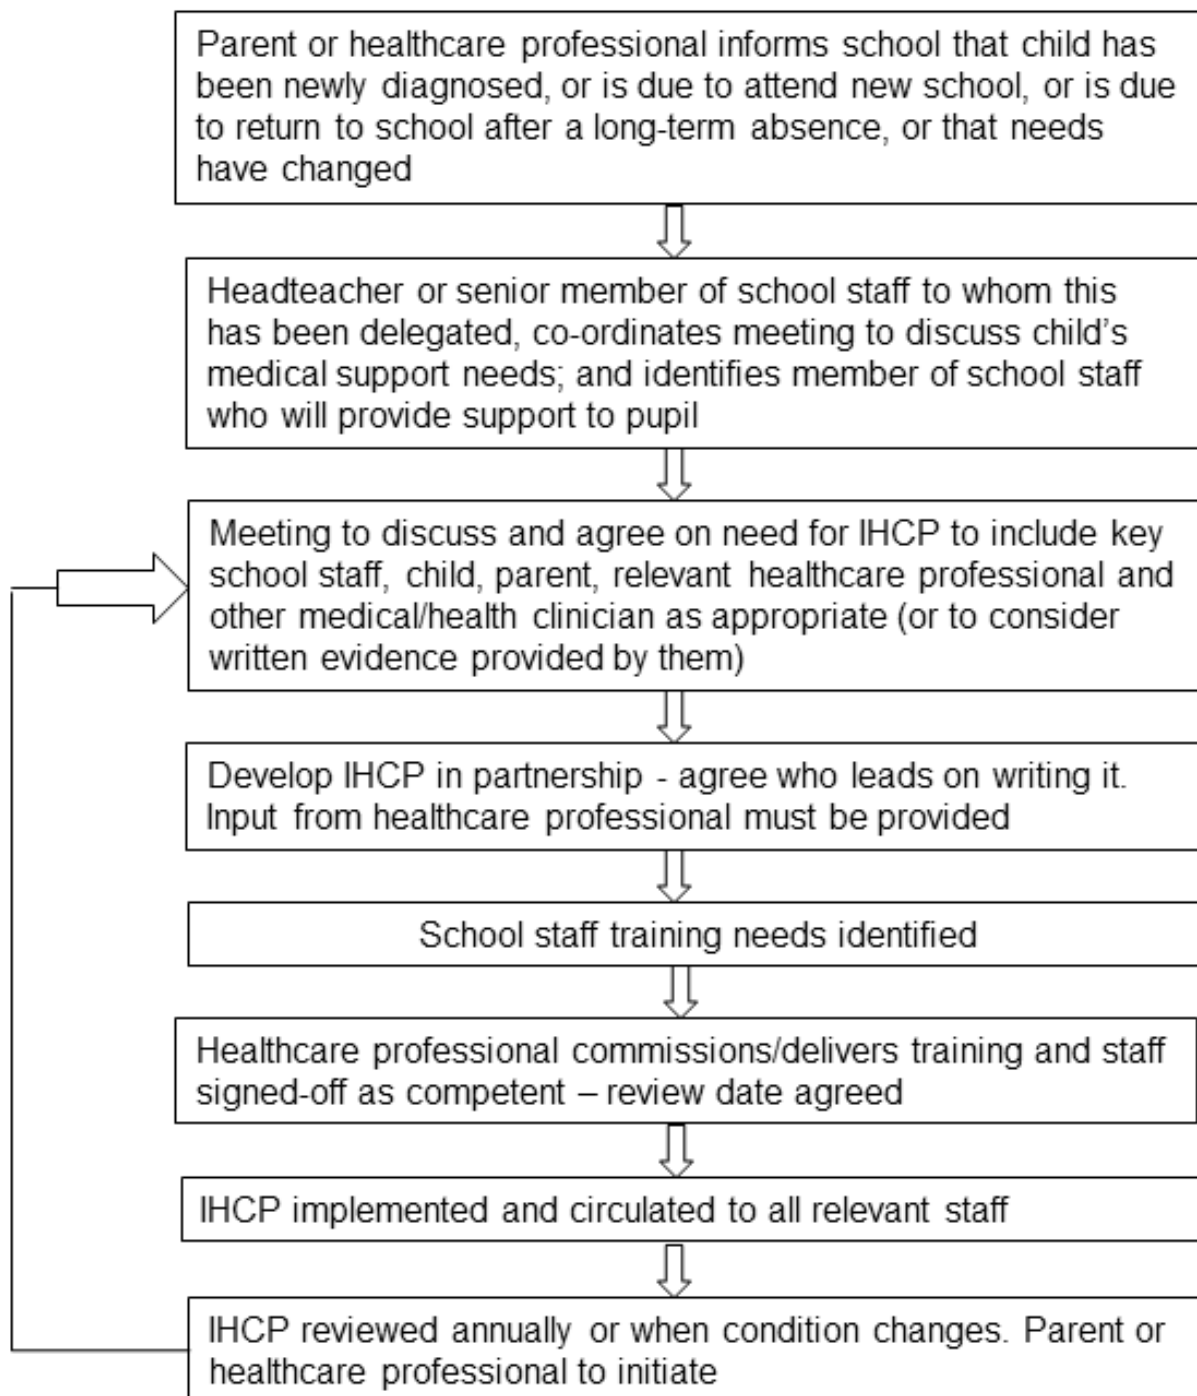 Parent or healthcare professional informs school that child has
been newly diagnosed, or is due to attend new school, or is due
to return to school after a long-term absence, or that needs
have changed
Headteacher or senior member of school staff to whom this
has been delegated, co-ordinates meeting to discuss child's
medical support needs; and identifies member of school staff
who will provide support to pupil
Meeting to discuss and agree on need for IHCP to include key
school staff, child, parent, relevant healthcare professional and
other medical/health clinician as appropriate (or to consider
written evidence provided by them)
Develop IHCP in partnership - agree who leads on writing it.
Input from healthcare professional must be provided
School staff training needs identified
Healthcare professional commissions/delivers training and staff
signed-off as competent – review date agreed
IHCP implemented and circulated to all relevant staff
IHCP reviewed annually or when condition changes. Parent or
healthcare professional to initiate